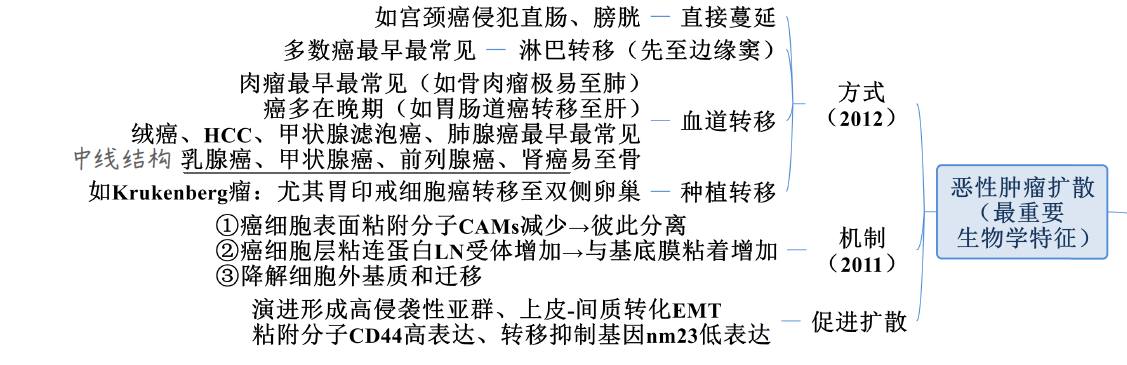 如宫颈癌侵犯直肠、膀胱 — 直接蔓延
多数癌最早最常见 — 淋巴转移（先至边缘窦）
肉瘤最早最常见（如骨肉瘤极易至肺）
癌多在晚期（如胃肠道癌转移至肝）
绒癌、HCC、甲状腺滤泡癌、肺腺癌最早最常见
中线结构 乳腺癌、甲状腺癌、前列腺癌、肾癌易至骨
血道转移
如Krukenberg瘤：尤其胃印戒细胞癌转移至双侧卵巢 — 种植转移
方式
（2012）
①癌细胞表面粘附分子CAMs减少→彼此分离
②癌细胞层粘连蛋白LN受体增加→与基底膜粘着增加
③降解细胞外基质和迁移
机制
（2011）
演进形成高侵袭性亚群、上皮-间质转化EMT
粘附分子CD44高表达、转移抑制基因nm23低表达
促进扩散
恶性肿瘤扩散
（最重要
生物学特征）